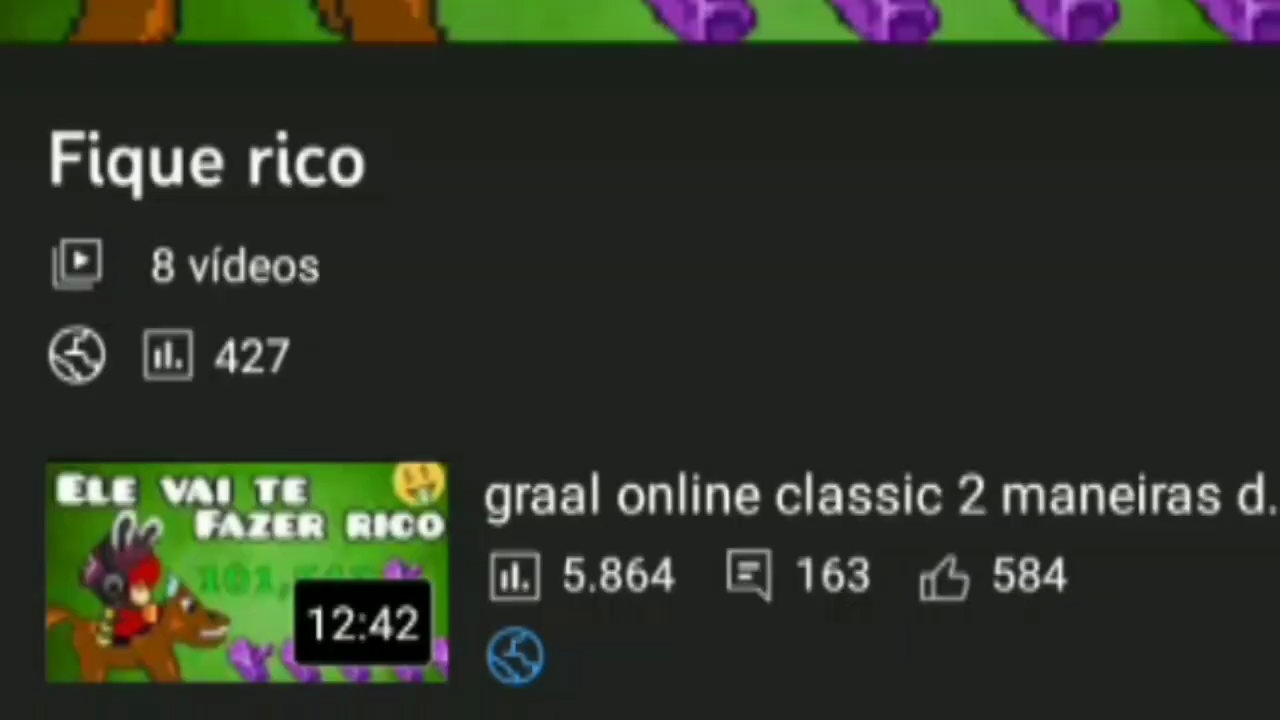 Fique rico
8 vídeos
427
ELE VAI TE
FAZER RICO
12:42
graal online classic 2 maneiras d.
5.864 163 584